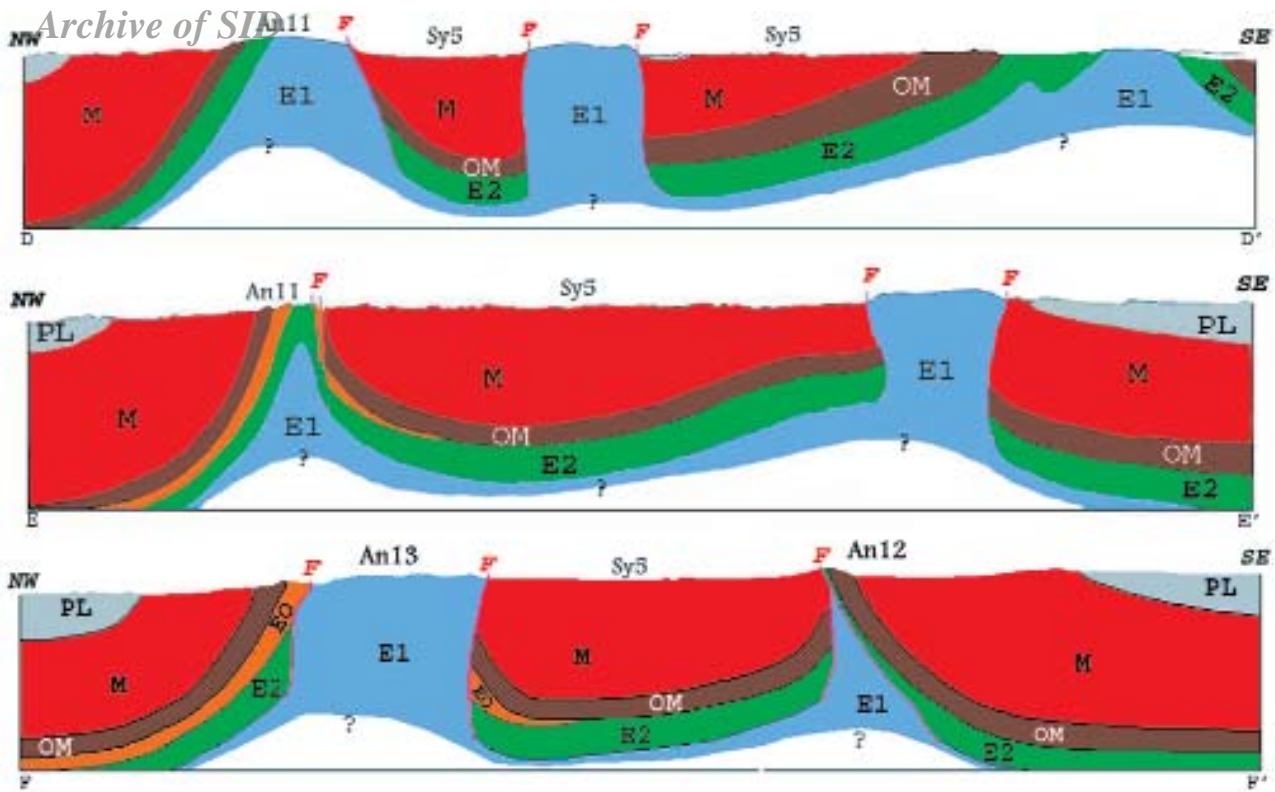 Archive of SID
An11 F Sy5 F F Sy5
NW SE
M E1 M E1 M OM E1 E2
? OM E2 ? E2 ?
D D'
An11 F Sy5 F F
NW SE
PL PL
M E1 M OM E2 E1 M OM E2
? ? ?
E E'
An13 F F Sy5 F An12
NW SE
PL PL
EO
M E1 M M
E2 EO OM E1
OM ? E2 ? E2 OM
F F'